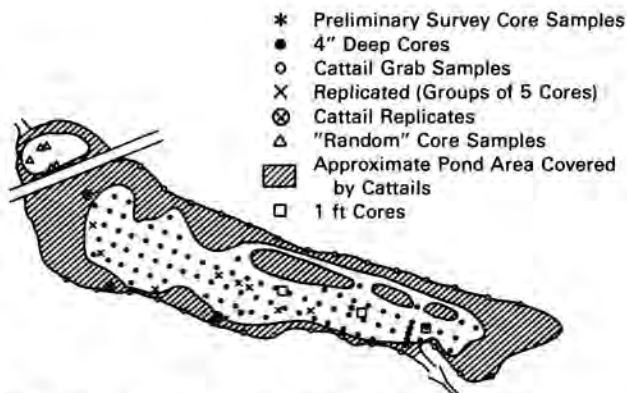 Preliminary Survey Core Samples
4" Deep Cores
Cattail Grab Samples
Replicated (Groups of 5 Cores)
Cattail Replicates
"Random" Core Samples
Approximate Pond Area Covered
by Cattails
1 ft Cores